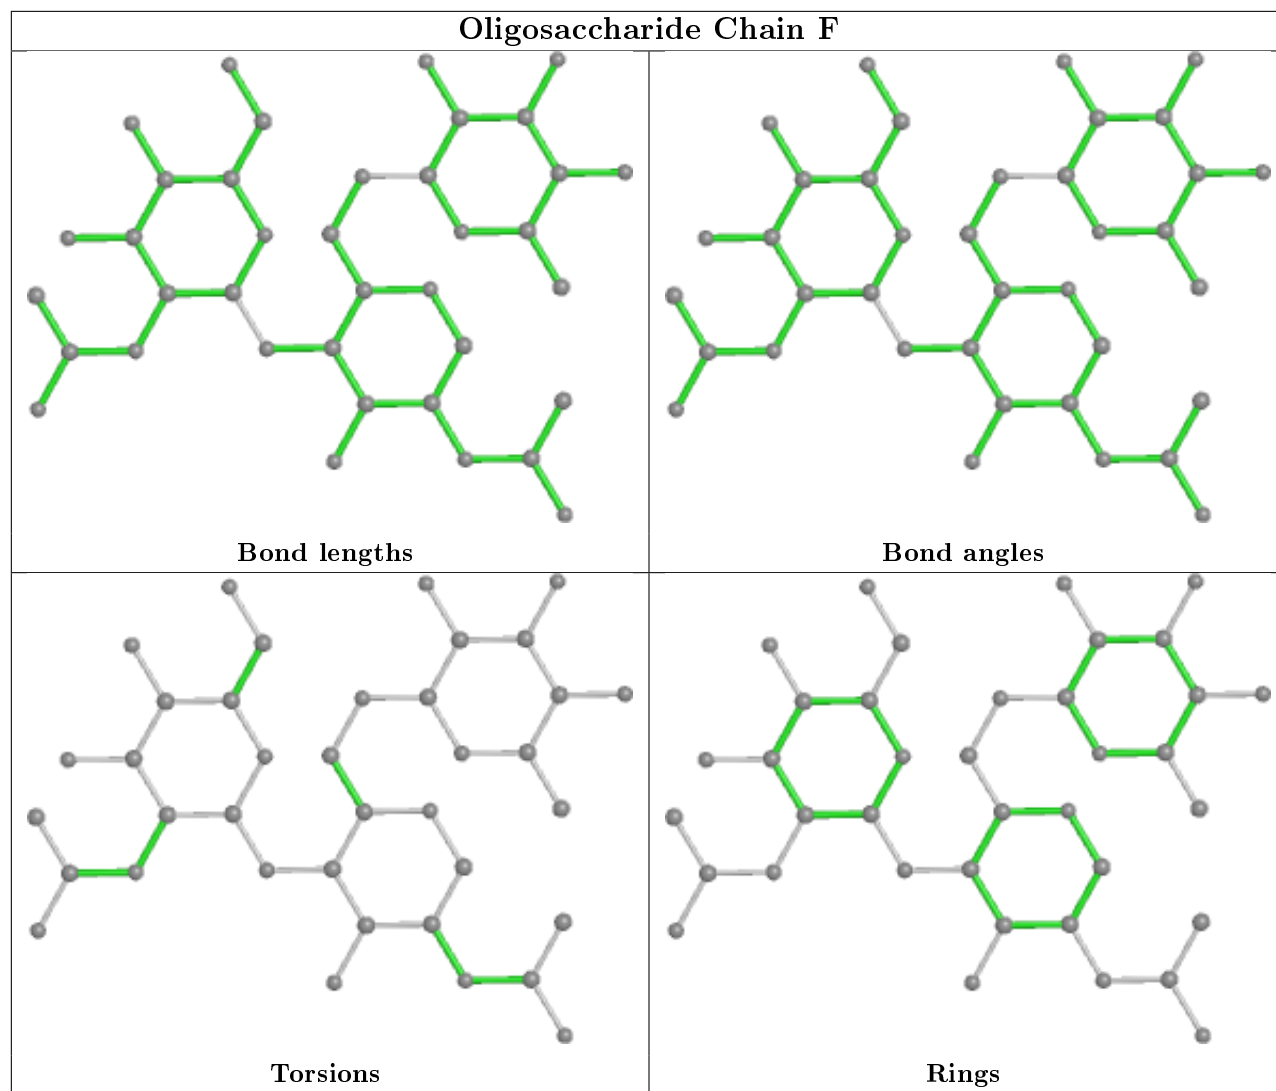 Oligosaccharide Chain F
Bond lengths
Bond angles
Torsions
Rings